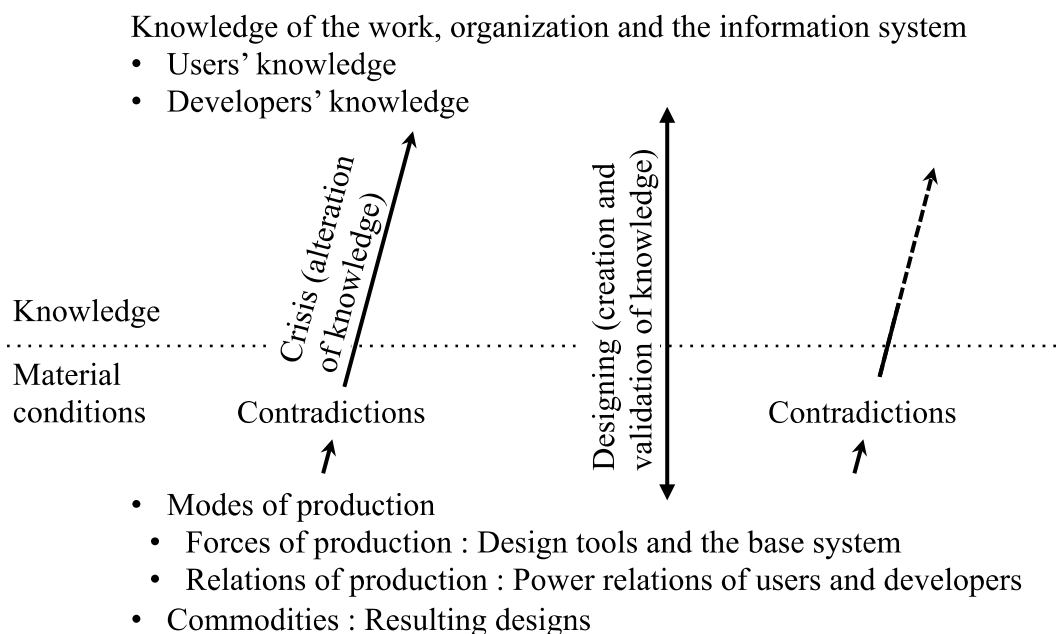 Knowledge of the work, organization and the information system
• Users’ knowledge
• Developers’ knowledge
Crisis (alteration
of knowledge)
Designing (creation and
validation of knowledge)
Knowledge
Material
conditions
Contradictions
Contradictions
• Modes of production
• Forces of production : Design tools and the base system
• Relations of production : Power relations of users and developers
• Commodities : Resulting designs